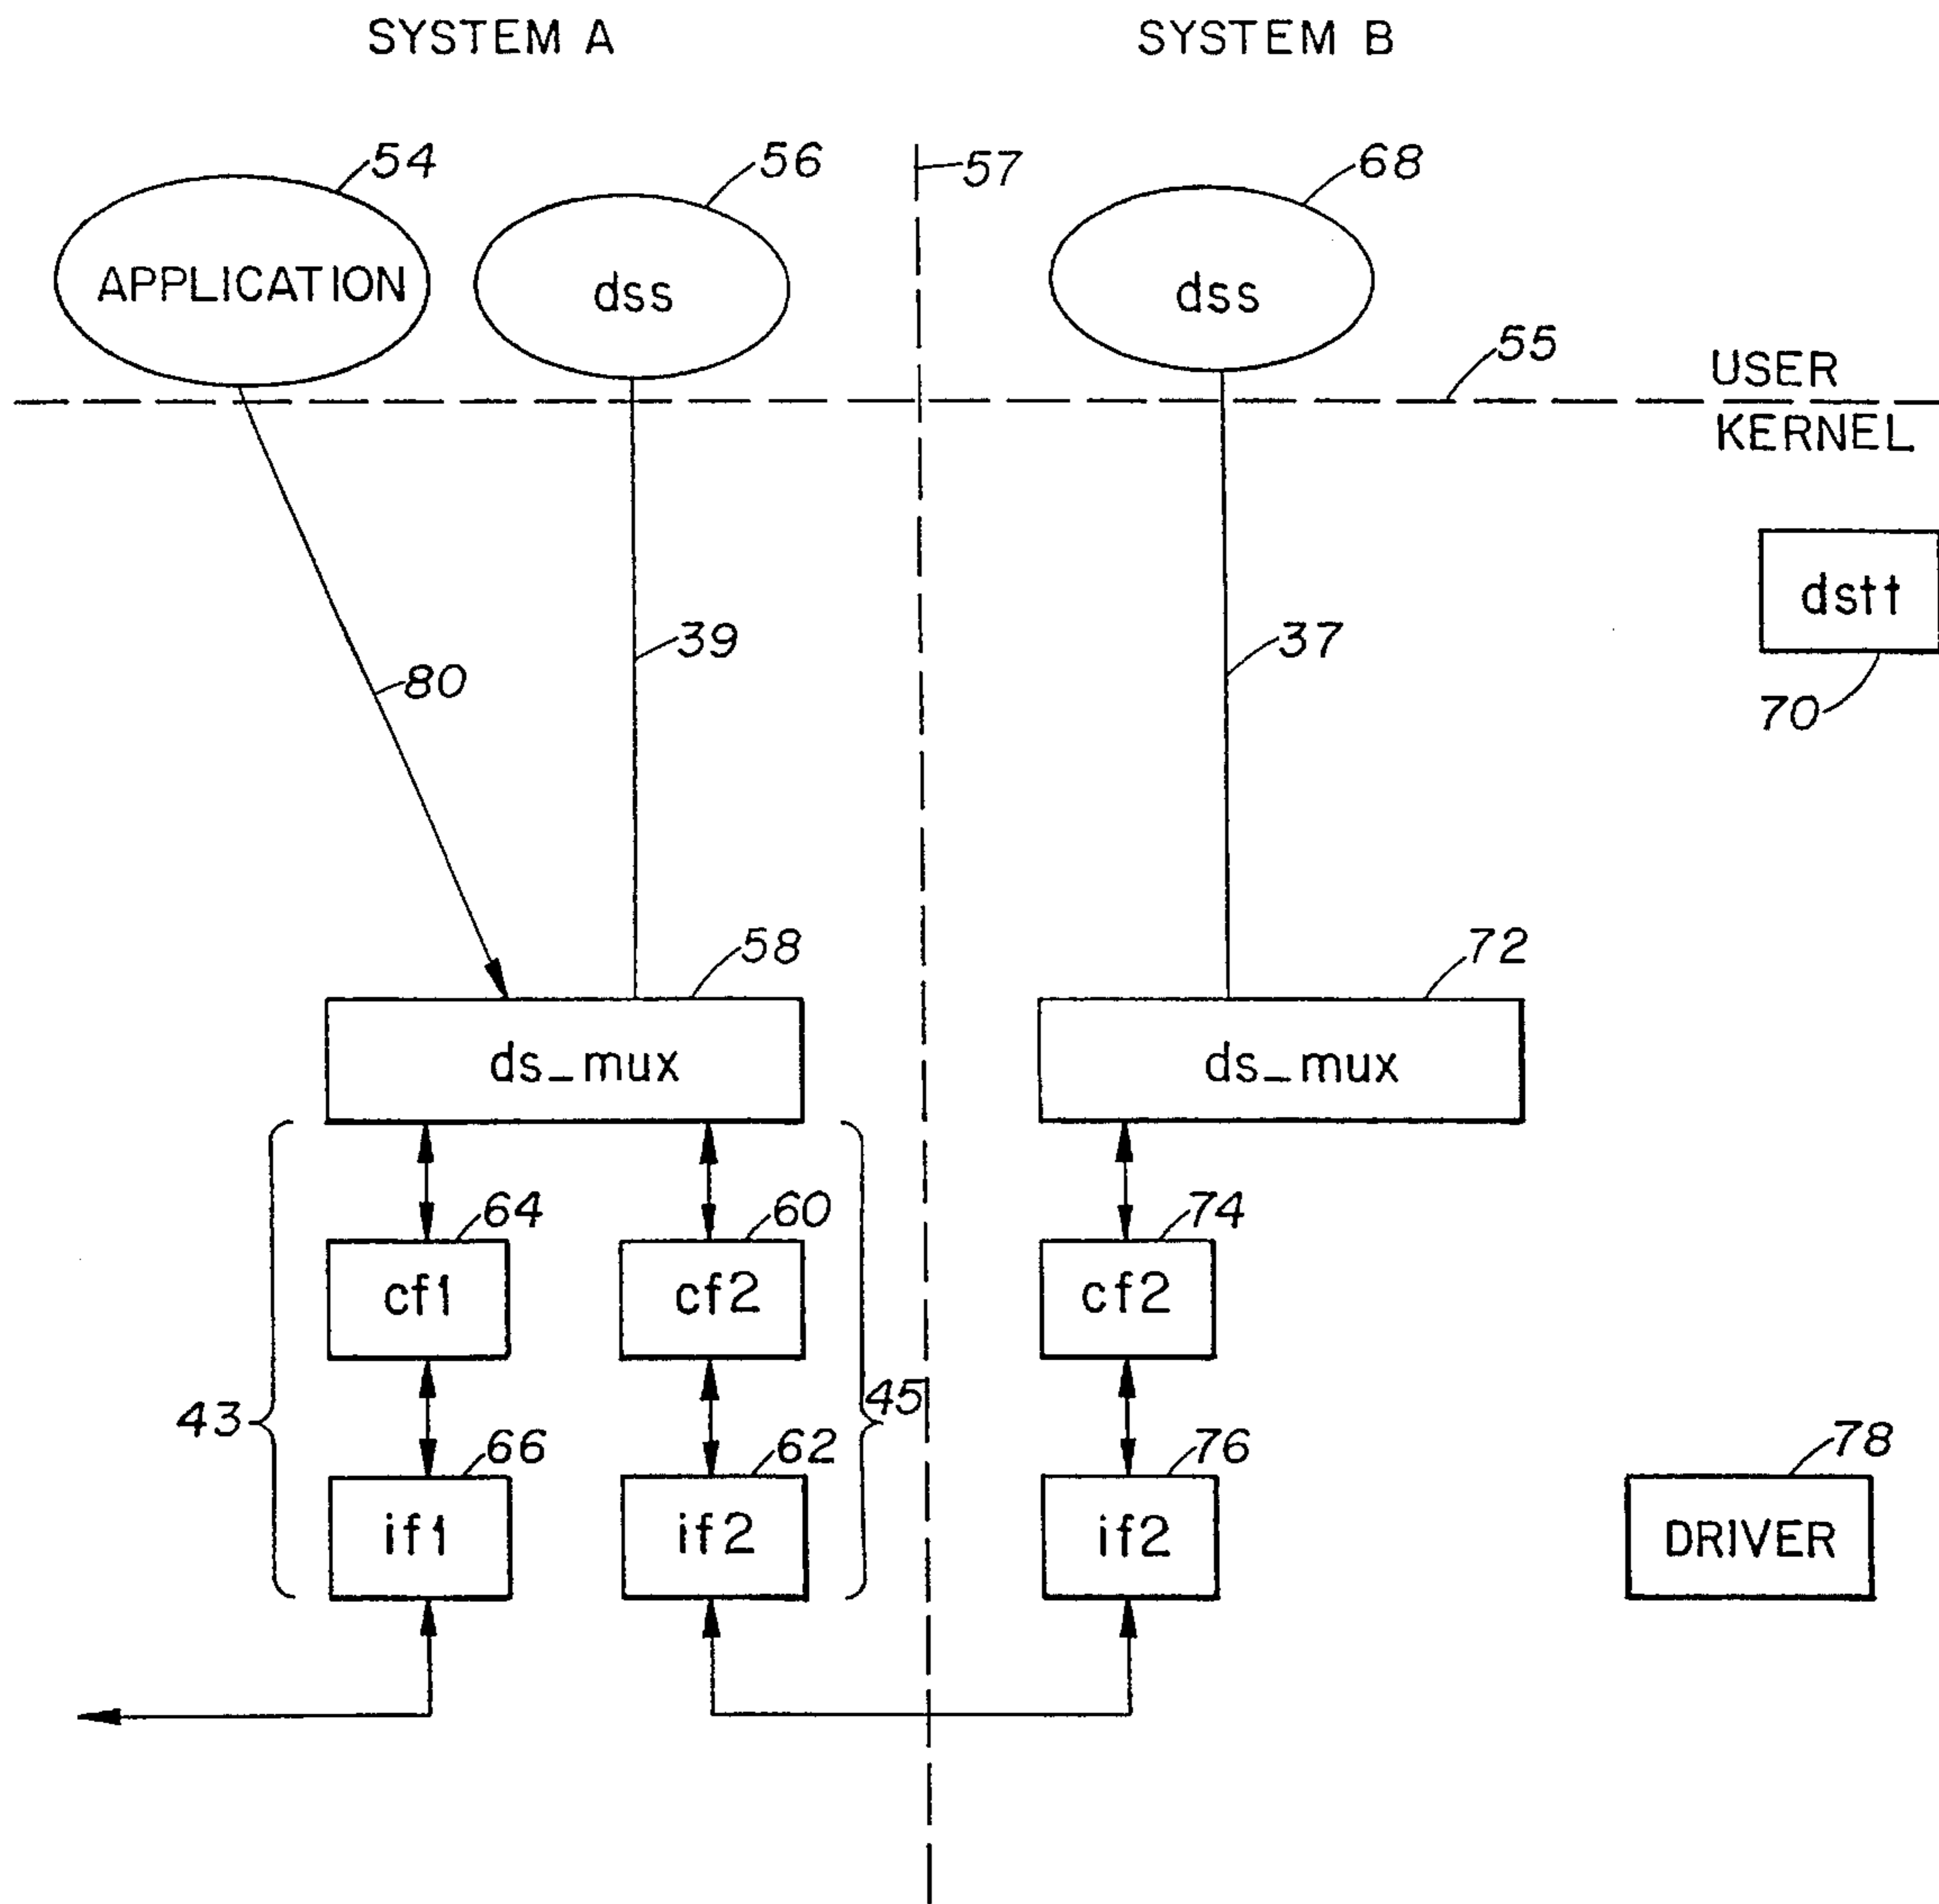 SYSTEM A
SYSTEM B
54
56
57
68
APPLICATION
dss
dss
55
USER
KERNEL
dstt
70
80
39
37
58
72
ds_mux
ds_mux
64
60
74
cf1
cf2
cf2
43
45
66
62
76
78
if1
if2
if2
DRIVER